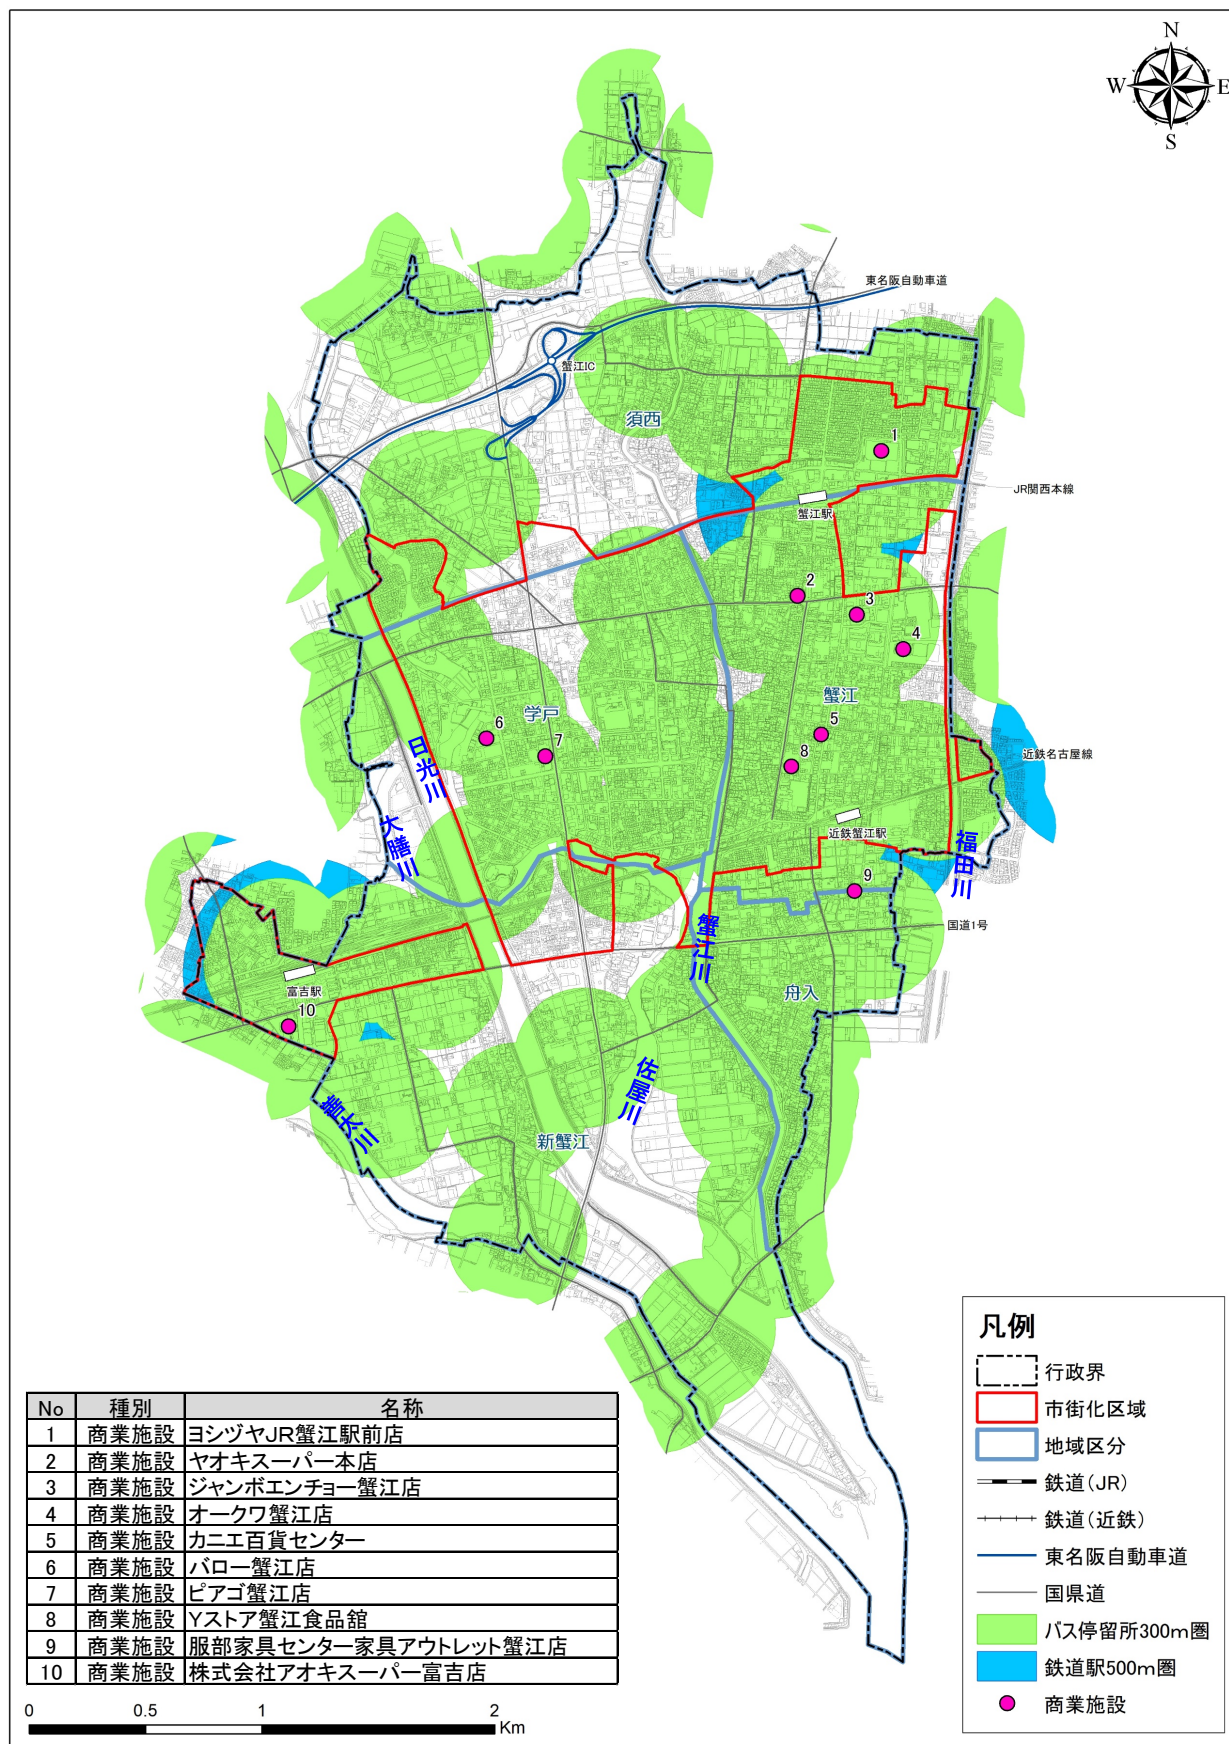 N
W E
S
東名阪自動車道
蟹江IC
須西
1
JR関西本線
蟹江駅
2
3
4
蟹江
学戸
6
5
7
日光川
8
近鉄名古屋線
大膳川
近鉄蟹江駅
福田川
9
蟹江川
国道1号
富吉駅
舟入
10
佐屋川
善太川
新蟹江
凡例
行政界
市街化区域
地域区分
鉄道(JR)
鉄道(近鉄)
東名阪自動車道
国県道
バス停留所300m圏
鉄道駅500m圏
商業施設
No 種別 名称
1 商業施設 ヨシヅヤJR蟹江駅前店
2 商業施設 ヤオキスーパー本店
3 商業施設 ジャンボエンチョー蟹江店
4 商業施設 オークワ蟹江店
5 商業施設 カニエ百貨センター
6 商業施設 バロー蟹江店
7 商業施設 ピアゴ蟹江店
8 商業施設 Yストア蟹江食品館
9 商業施設 服部家具センター家具アウトレット蟹江店
10 商業施設 株式会社アオキスーパー富吉店
0 0.5 1 2
Km